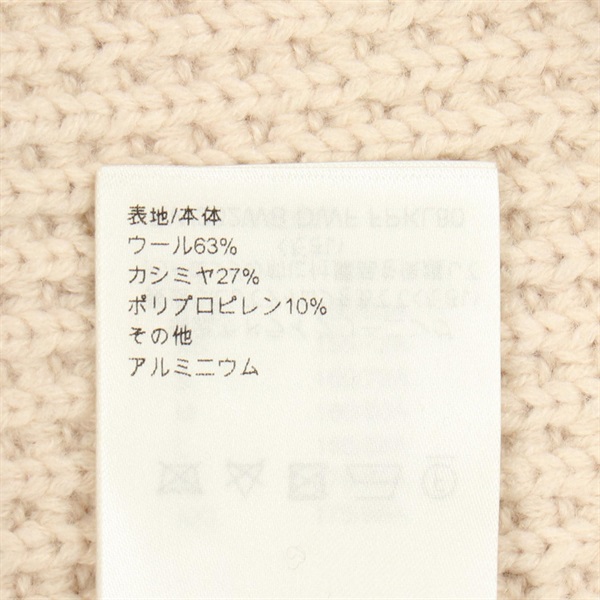 表地/本体
ウール63%
カシミヤ27%
ポリプロピレン10%
その他
アルミニウム